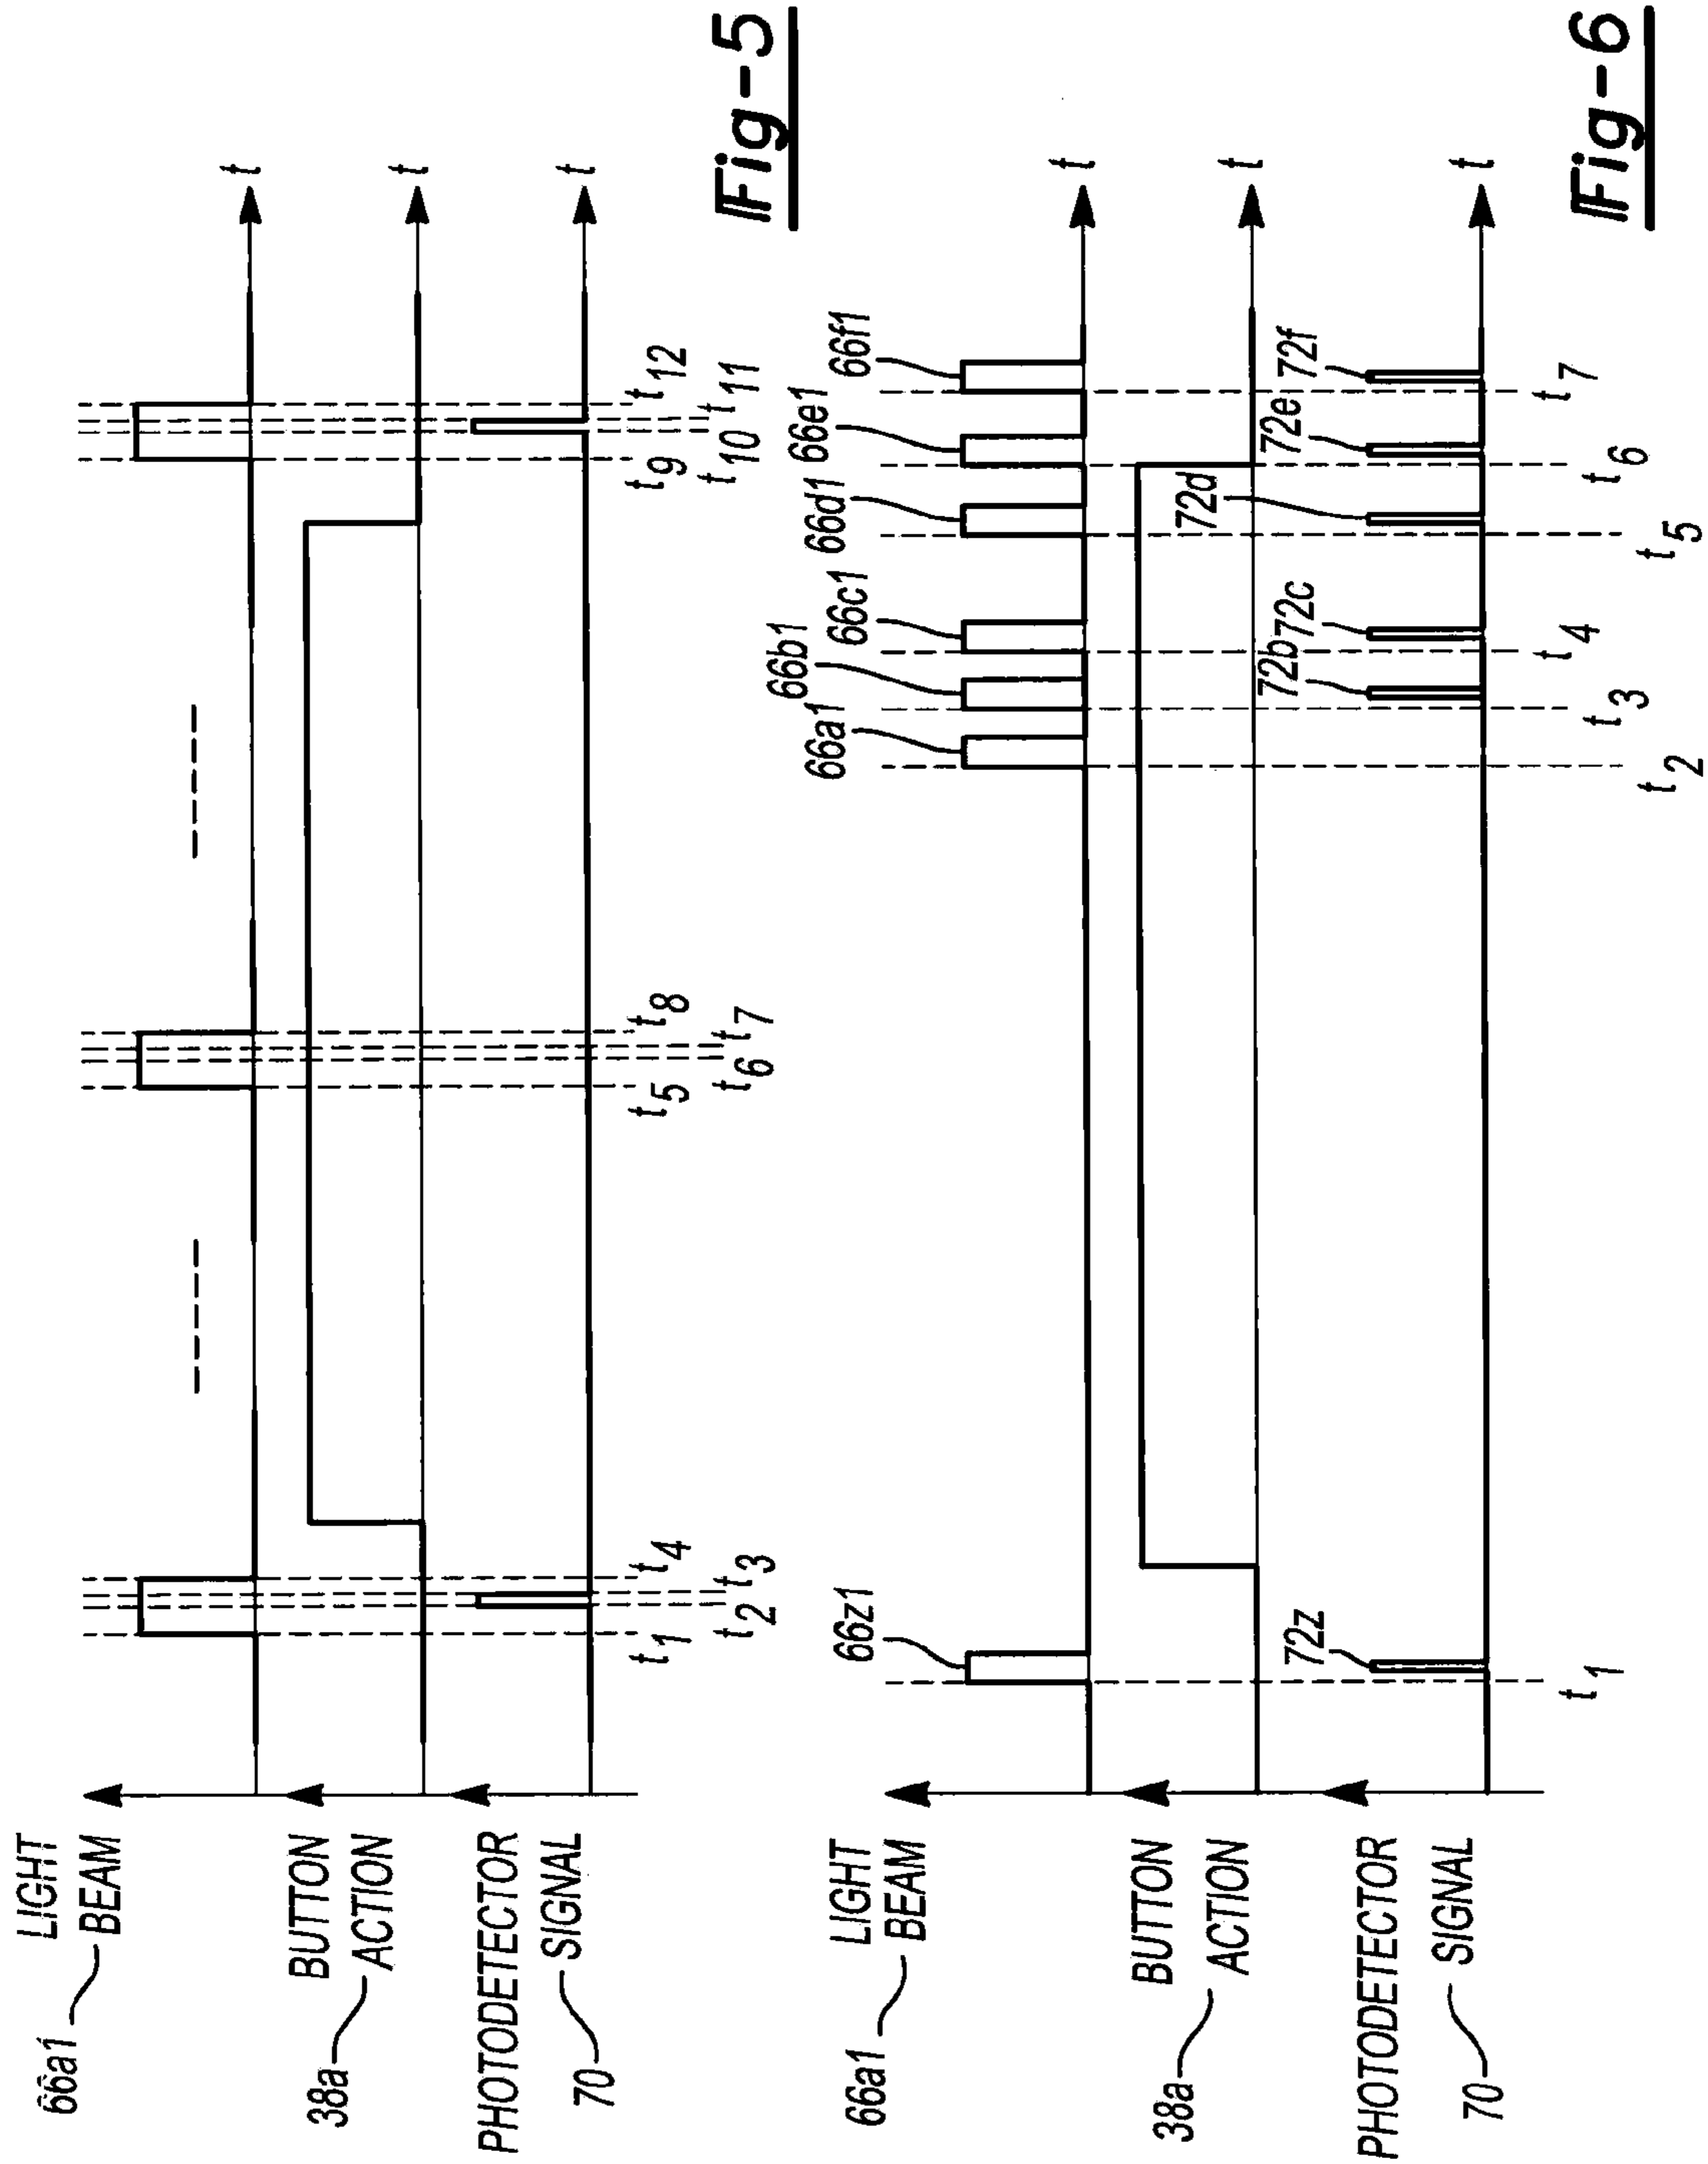 66a1
LIGHT
BEAM
38a
BUTTON
ACTION
70
PHOTODETECTOR
SIGNAL
t
t
t
t1
t2
t3
t4
t5
t6
t7
t8
t9
t10
t11
t12
Fig-5
66a1
LIGHT
BEAM
38a
BUTTON
ACTION
70
PHOTODETECTOR
SIGNAL
66z1
66a1
66b1
66c1
66d1
66e1
66f1
t
t
72z
72b
72c
72d
72e
72f
t
t1
t2
t3
t4
t5
t6
t7
Fig-6